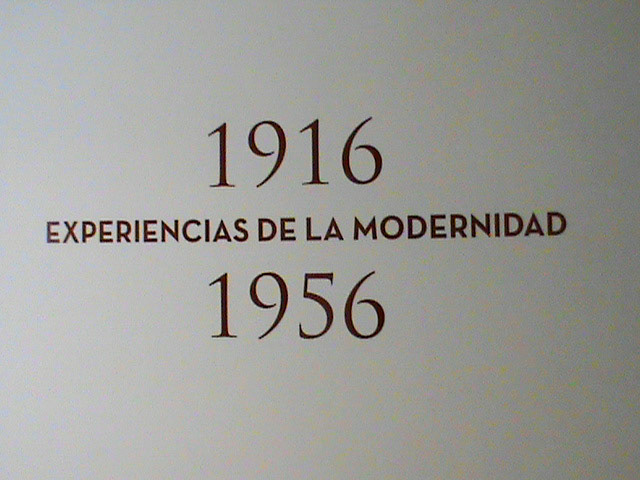 1916
EXPERIENCIAS DE LA MODERNIDAD
1956